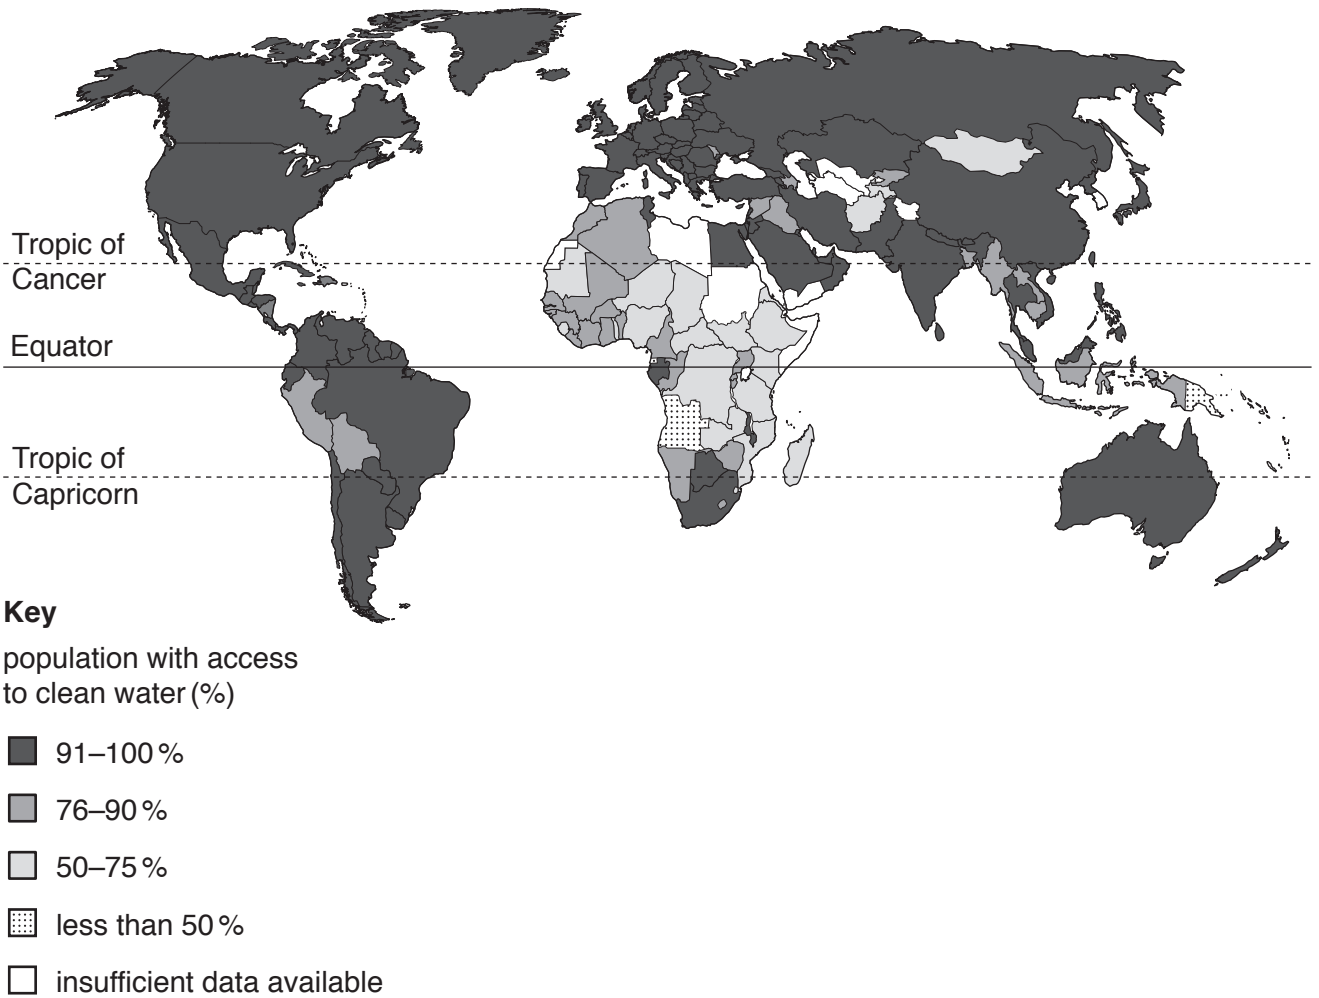 Tropic of
Cancer
Equator
Tropic of
Capricorn
Key
population with access
to clean water (%)
91–100 %
76–90 %
50–75 %
less than 50 %
insufficient data available